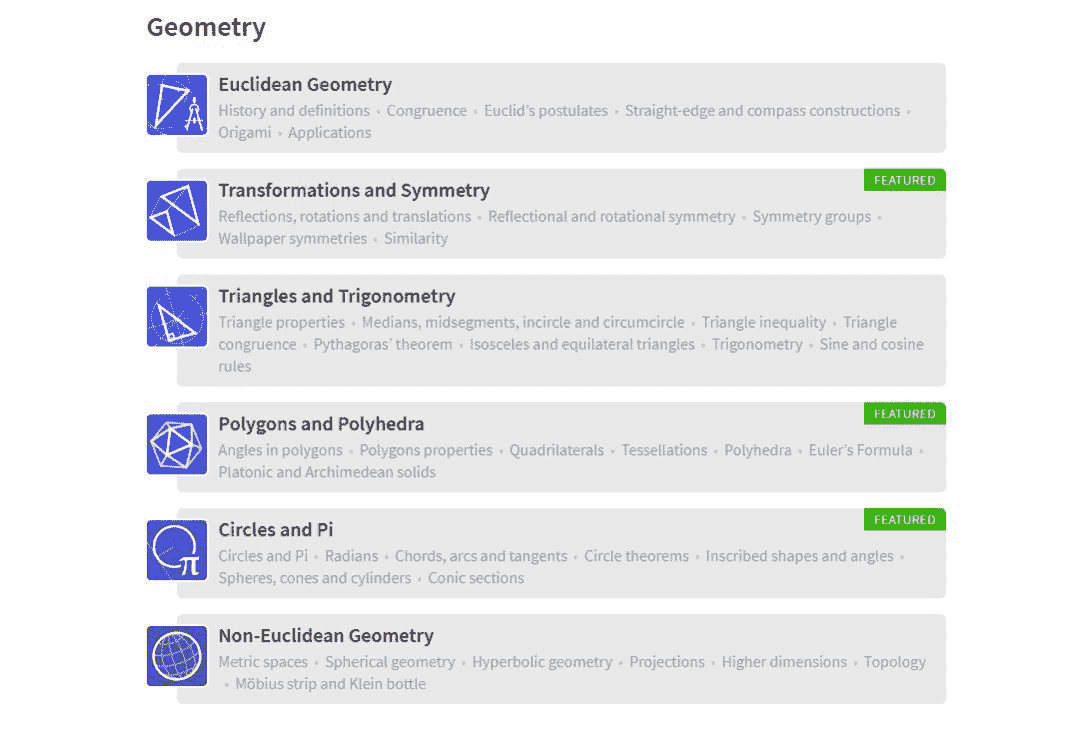 Geometry
Euclidean Geometry
History and definitions • Congruence • Euclid's postulates • Straight-edge and compass constructions •
Origami • Applications
FEATURED
Transformations and Symmetry
Reflections, rotations and translations • Reflectional and rotational symmetry • Symmetry groups •
Wallpaper symmetries • Similarity
Triangles and Trigonometry
Triangle properties • Medians, midsegments, incircle and circumcircle • Triangle inequality • Triangle
congruence • Pythagoras' theorem • Isosceles and equilateral triangles • Trigonometry • Sine and cosine
rules
FEATURED
Polygons and Polyhedra
Angles in polygons • Polygons properties • Quadrilaterals • Tessellations • Polyhedra • Euler's Formula •
Platonic and Archimedean solids
FEATURED
Circles and Pi
π
Circles and Pi • Radians • Chords, arcs and tangents • Circle theorems • Inscribed shapes and angles •
Spheres, cones and cylinders • Conic sections
Non-Euclidean Geometry
Metric spaces • Spherical geometry • Hyperbolic geometry • Projections • Higher dimensions • Topology
• Möbius strip and Klein bottle